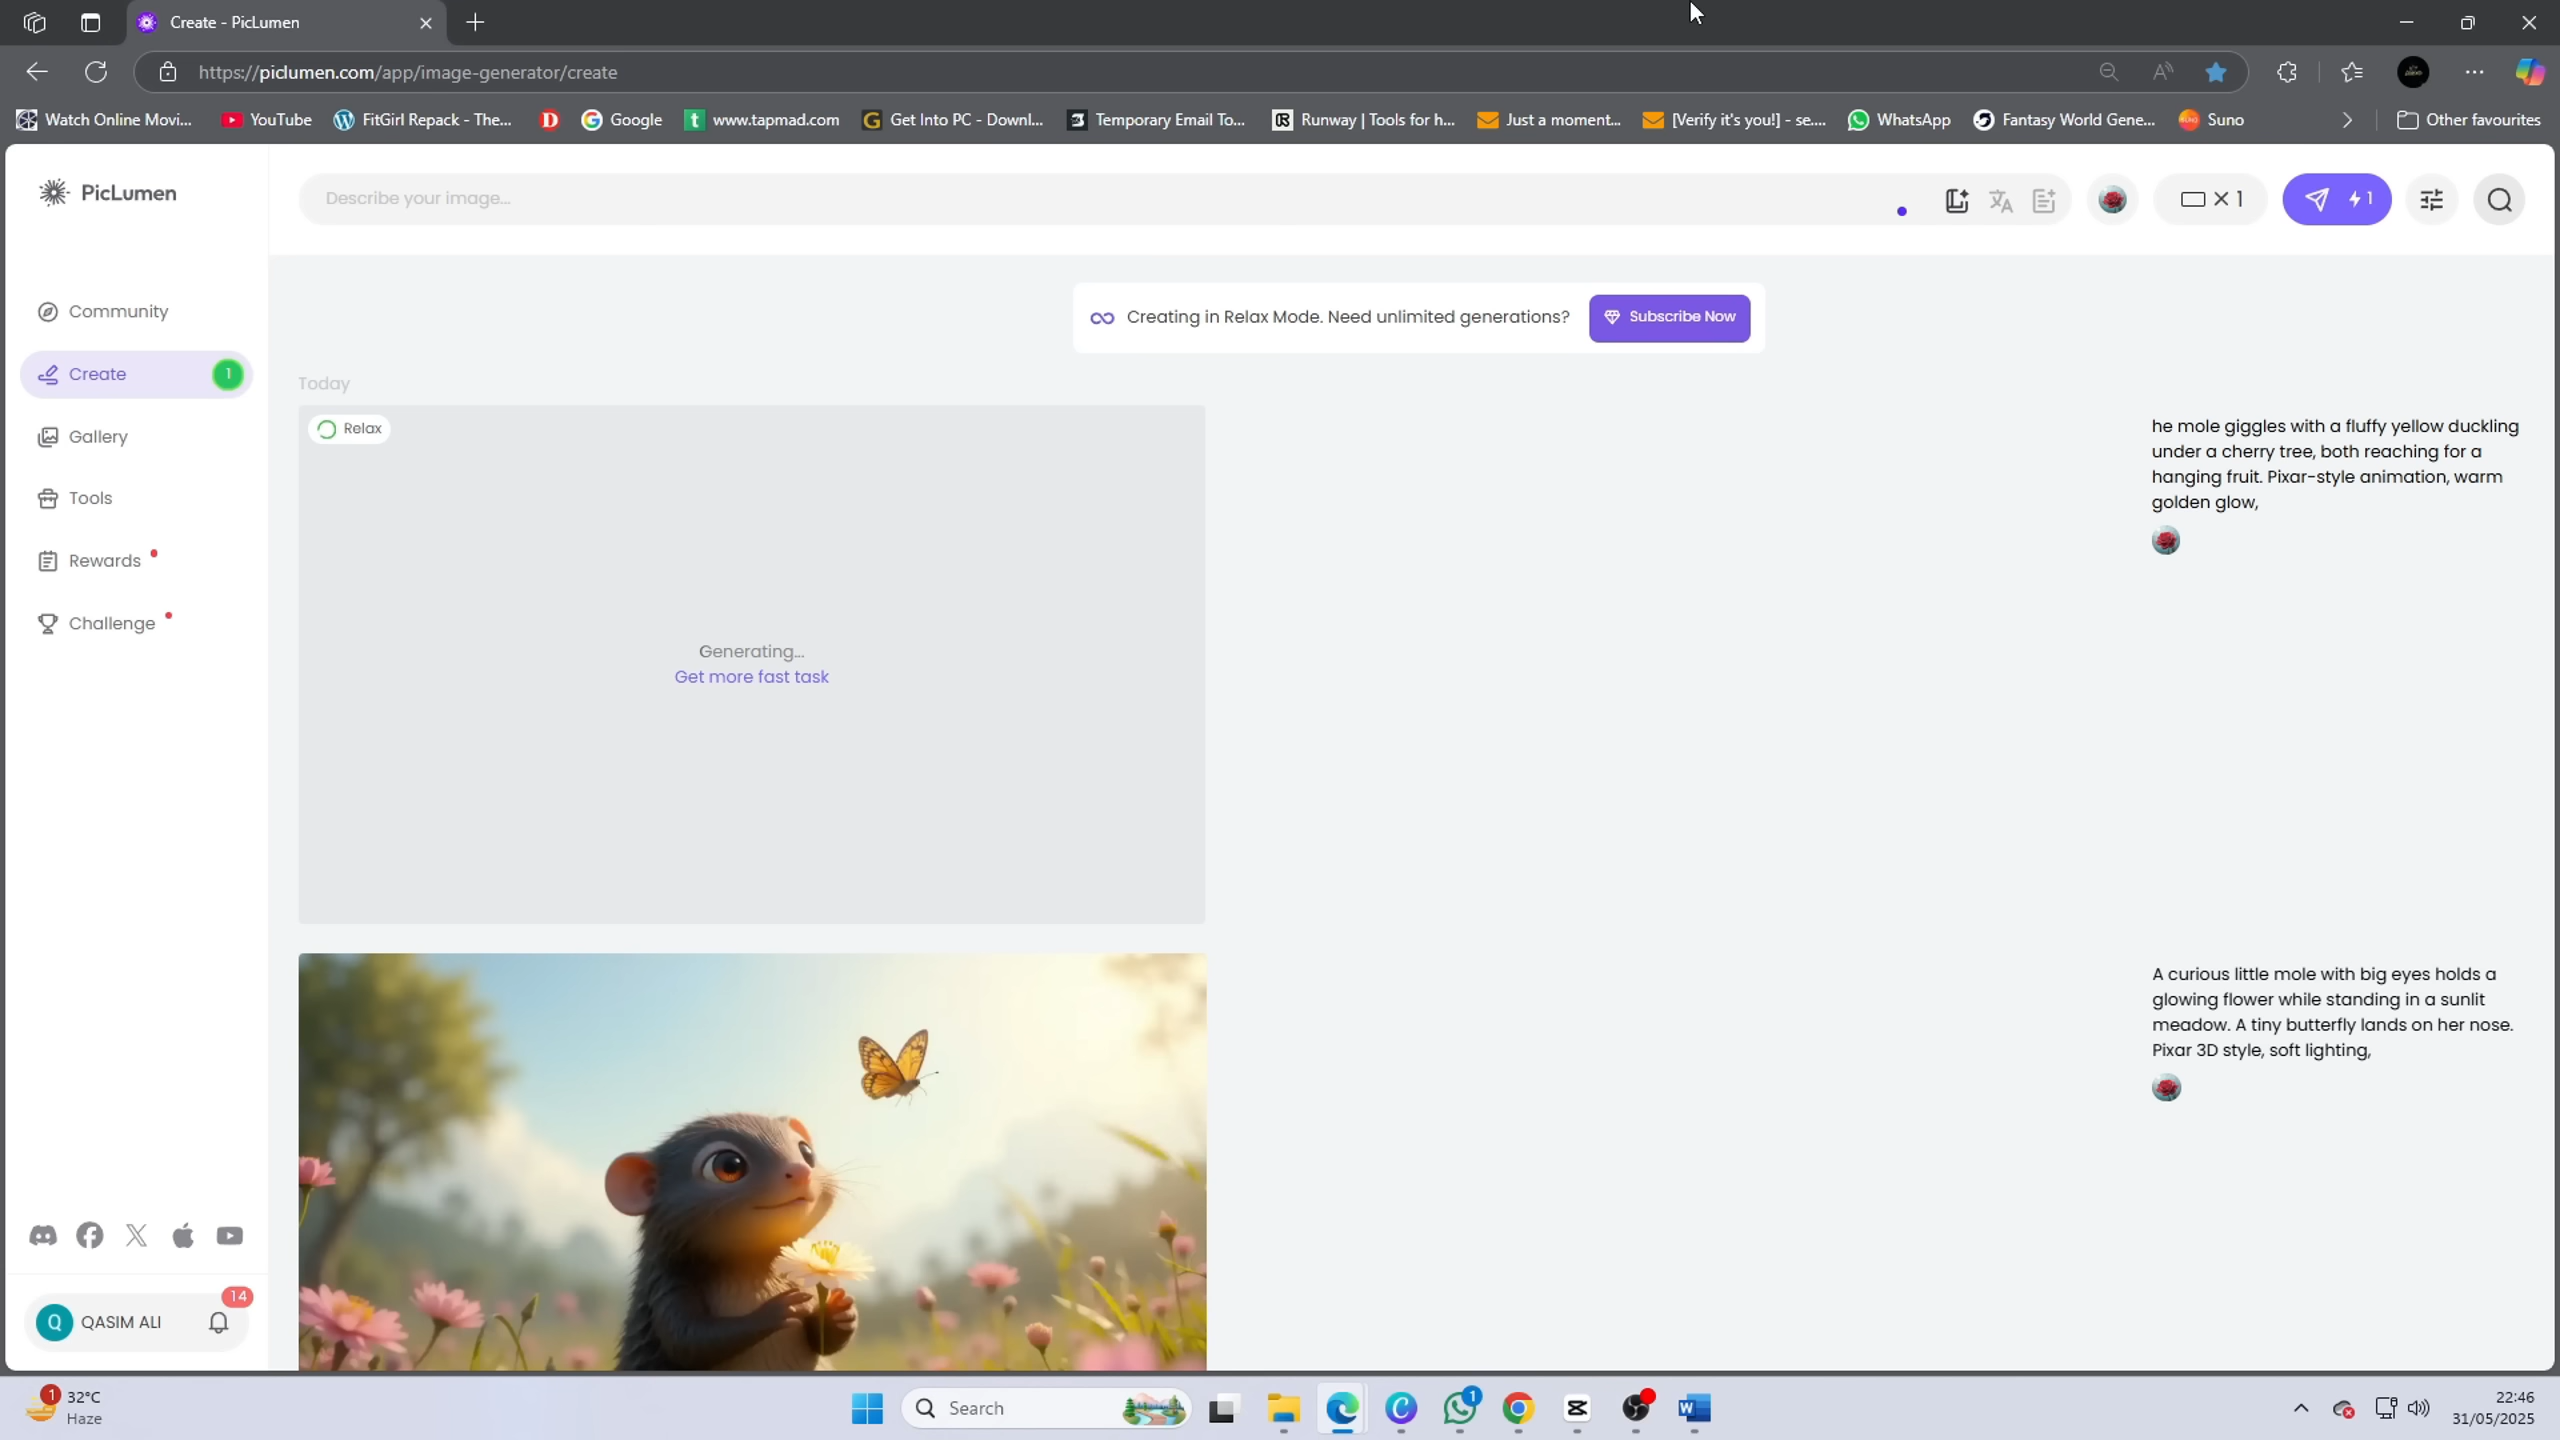 Create - PicLumen
https://piclumen.com/app/image-generator/create
Watch Online Movi...
YouTube
FitGirl Repack - The...
Google
www.tapmad.com
Get Into PC - Downl...
Temporary Email To...
Runway | Tools for h...
Just a moment...
[Verify it's you!] - se....
WhatsApp
Fantasy World Gene...
Suno
Other favourites
PicLumen
Describe your image...
× 1
1
Community
Create
1
Gallery
Tools
Rewards
Challenge
Creating in Relax Mode. Need unlimited generations?
Subscribe Now
Today
Relax
Generating...
Get more fast task
he mole giggles with a fluffy yellow duckling
under a cherry tree, both reaching for a
hanging fruit. Pixar-style animation, warm
golden glow,
A curious little mole with big eyes holds a
glowing flower while standing in a sunlit
meadow. A tiny butterfly lands on her nose.
Pixar 3D style, soft lighting,
14
Q
QASIM ALI
1
32°C
Haze
Search
1
22:46
31/05/2025